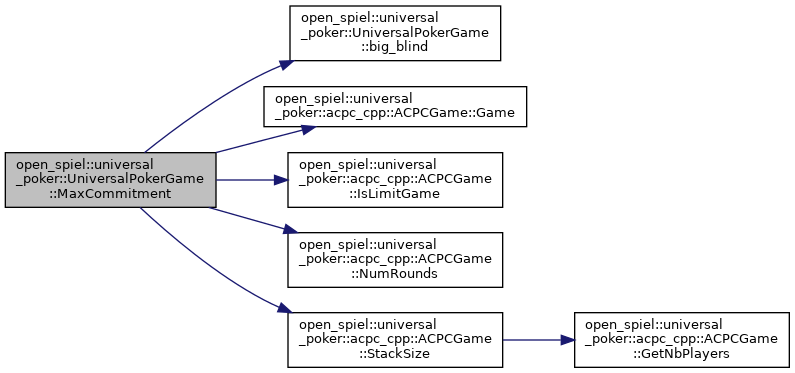 open_spiel::universal
_poker::UniversalPokerGame
::MaxCommitment
open_spiel::universal
_poker::UniversalPokerGame
::big_blind
open_spiel::universal
_poker::acpc_cpp::ACPCGame::Game
open_spiel::universal
_poker::acpc_cpp::ACPCGame
::IsLimitGame
open_spiel::universal
_poker::acpc_cpp::ACPCGame
::NumRounds
open_spiel::universal
_poker::acpc_cpp::ACPCGame
::StackSize
open_spiel::universal
_poker::acpc_cpp::ACPCGame
::GetNbPlayers